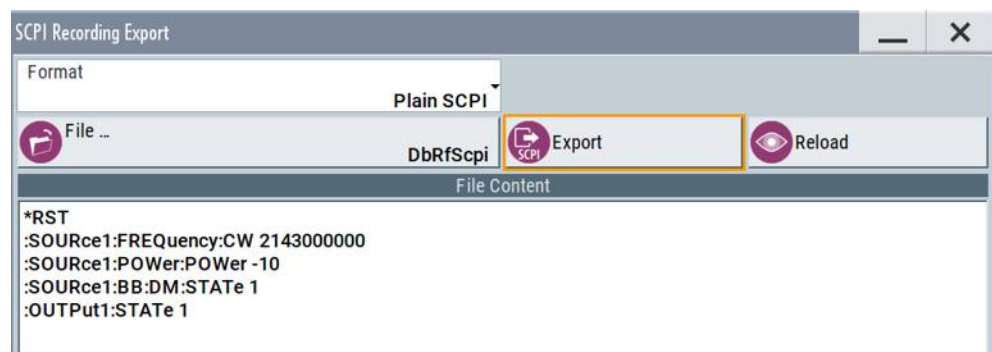 SCPI Recording Export
Format
Plain SCPI
File ...
DbRfScpi
SCPI
Export
Reload
File Content
*RST
:SOURce1:FREQuency:CW 2143000000
:SOURce1:POWer:POWer -10
:SOURce1:BB:DM:STATe 1
:OUTPut1:STATe 1